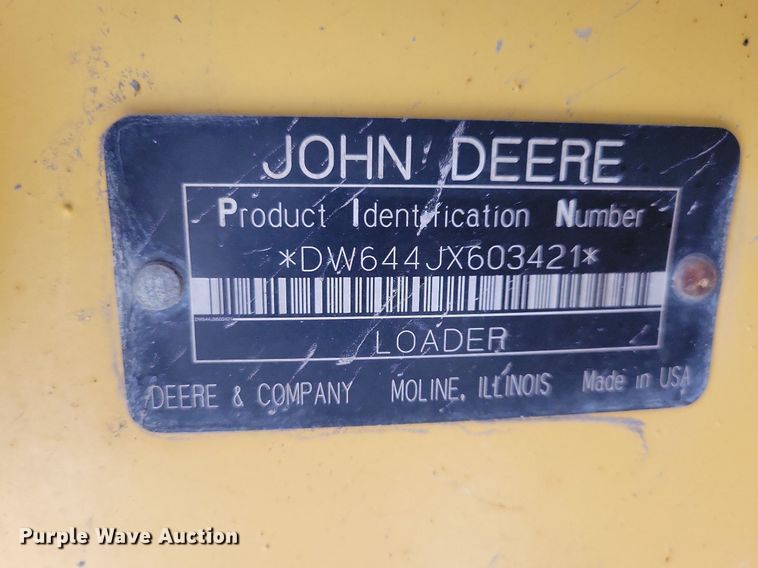 JOHN DEERE
Product Identification Number
*DW644JX603421*
LOADER
DEERE & COMPANY MOLINE, ILLINOIS Made in USA
Purple Wave Auction